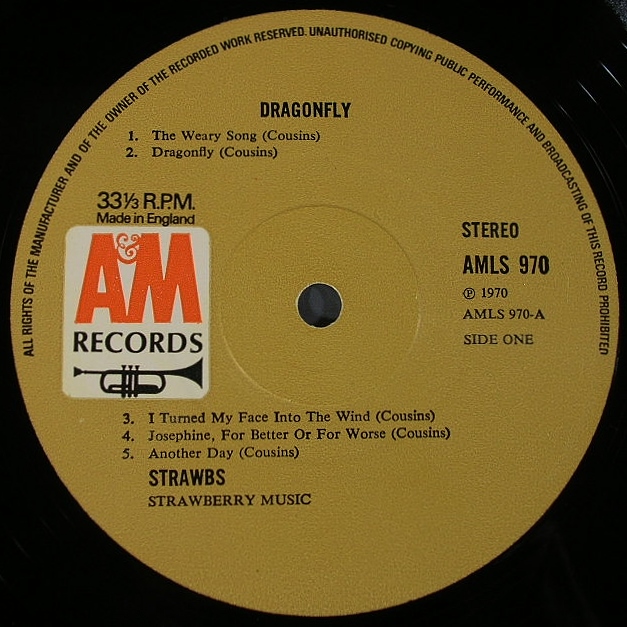 ALL RIGHTS OF THE MANUFACTURER AND OF THE OWNER OF THE RECORDED WORK RESERVED. UNAUTHORISED COPYING PUBLIC PERFORMANCE AND BROADCASTING OF THIS RECORD PROHIBITED
DRAGONFLY
1. The Weary Song (Cousins)
2. Dragonfly (Cousins)
33⅓ R.P.M.
Made in England
A&M
RECORDS
STEREO
AMLS 970
℗ 1970
AMLS 970-A
SIDE ONE
3. I Turned My Face Into The Wind (Cousins)
4. Josephine, For Better Or For Worse (Cousins)
5. Another Day (Cousins)
STRAWBS
STRAWBERRY MUSIC